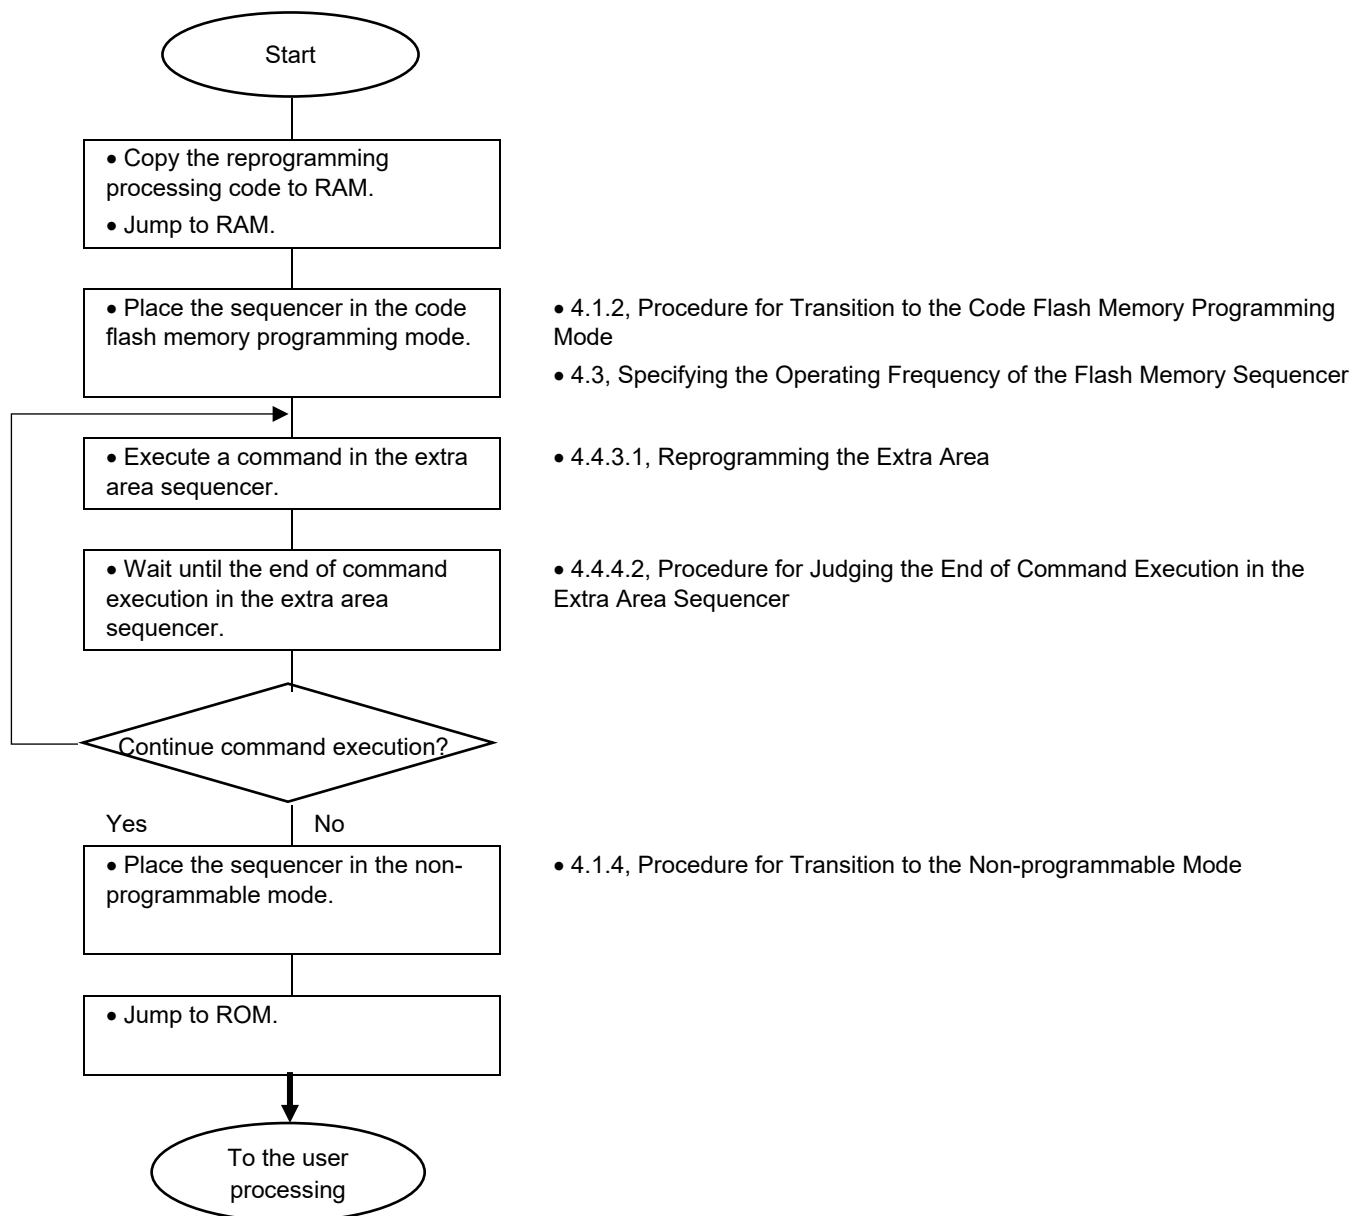 Start
• Copy the reprogramming
processing code to RAM.
• Jump to RAM.
• Place the sequencer in the code
flash memory programming mode.
• 4.1.2, Procedure for Transition to the Code Flash Memory Programming
Mode
• 4.3, Specifying the Operating Frequency of the Flash Memory Sequencer
• Execute a command in the extra
area sequencer.
• 4.4.3.1, Reprogramming the Extra Area
• Wait until the end of command
execution in the extra area
sequencer.
• 4.4.4.2, Procedure for Judging the End of Command Execution in the
Extra Area Sequencer
Continue command execution?
Yes
No
• Place the sequencer in the non-
programmable mode.
• 4.1.4, Procedure for Transition to the Non-programmable Mode
• Jump to ROM.
To the user
processing